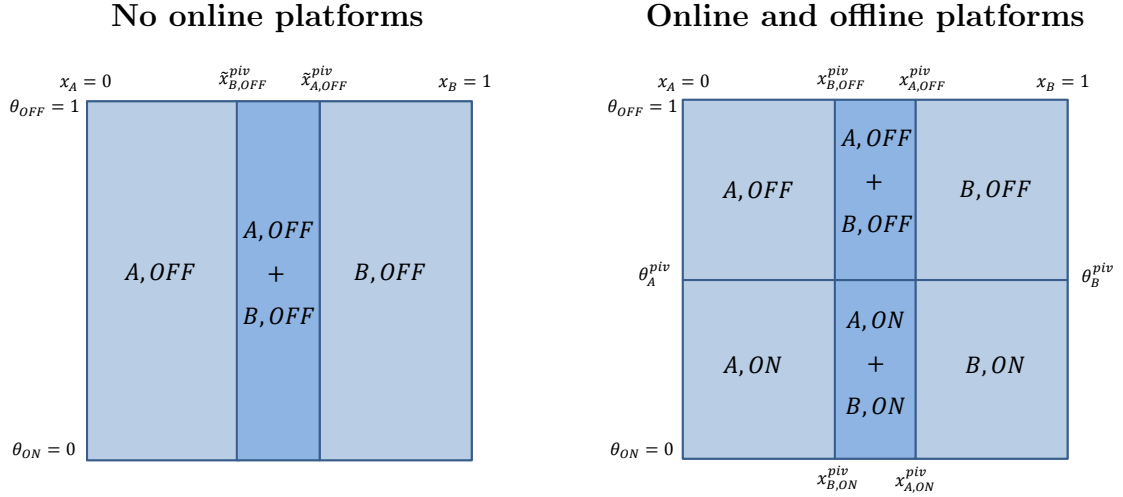 No online platforms
x_A = 0
x̃^{piv}_{B,OFF}
x̃^{piv}_{A,OFF}
x_B = 1
θ_{OFF} = 1
A, OFF
A, OFF
+
B, OFF
B, OFF
θ_{ON} = 0
Online and offline platforms
x_A = 0
x^{piv}_{B,OFF}
x^{piv}_{A,OFF}
x_B = 1
θ_{OFF} = 1
A, OFF
A, OFF
+
B, OFF
B, OFF
θ^{piv}_A
θ^{piv}_B
A, ON
A, ON
+
B, ON
B, ON
θ_{ON} = 0
x^{piv}_{B,ON}
x^{piv}_{A,ON}